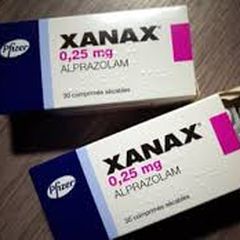 Pfizer
XANAX®
0,25 mg
ALPRAZOLAM
30 comprimés sécables
Pfizer
XANAX®
0,25 mg
ALPRAZOLAM
30 comprimés sécables